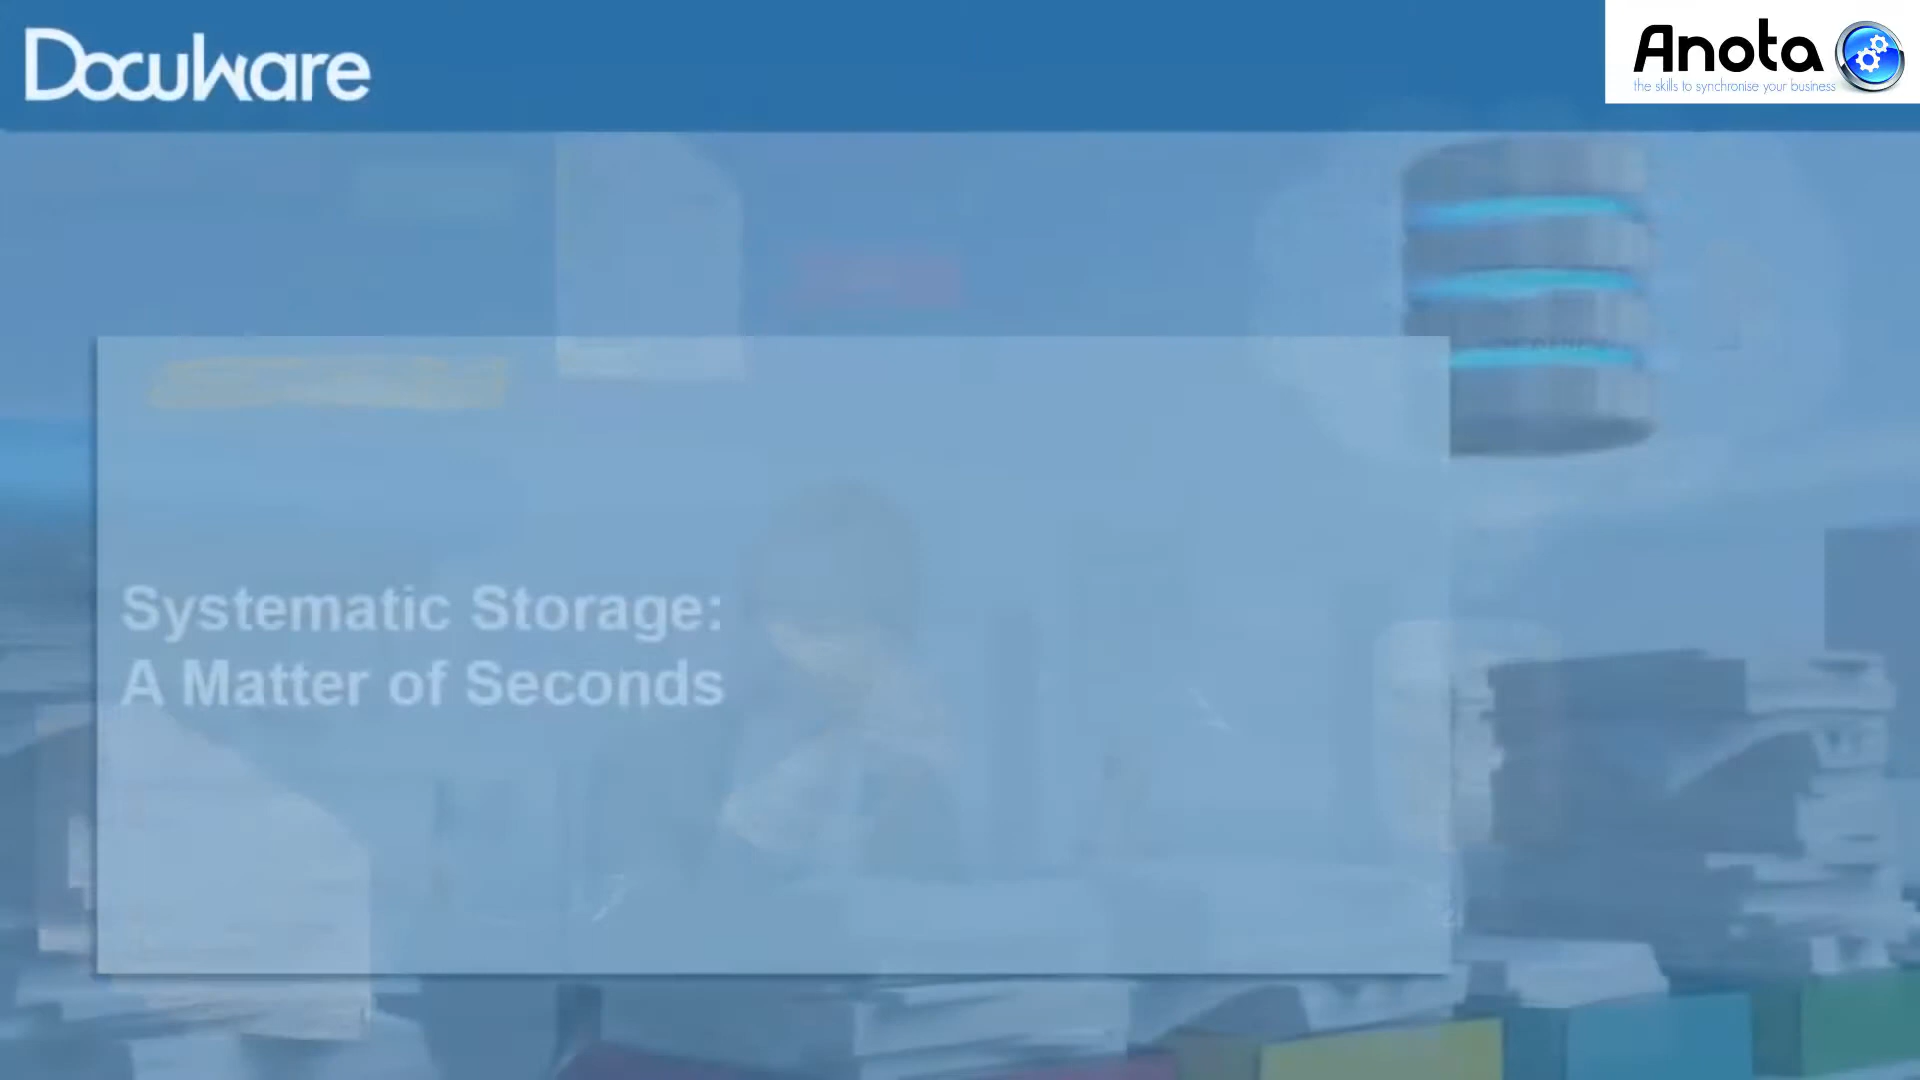 DocuWare
Anota
the skills to synchronise your business
Systematic Storage:
A Matter of Seconds